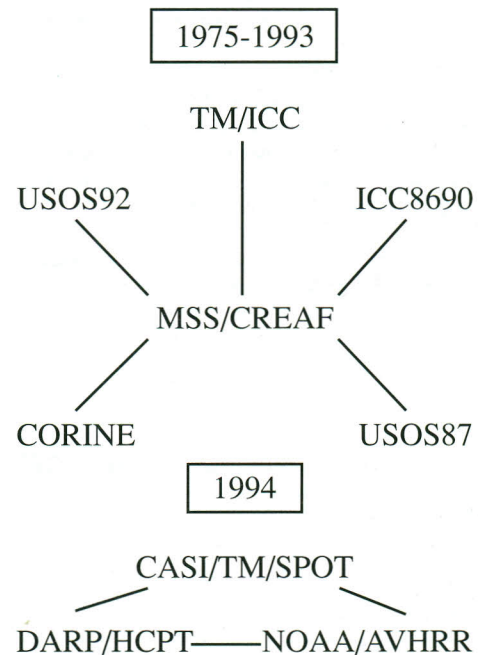 1975-1993
TM/ICC
USOS92 ICC8690
MSS/CREAF
CORINE USOS87
1994
CASI/TM/SPOT
DARP/HCPT NOAA/AVHRR